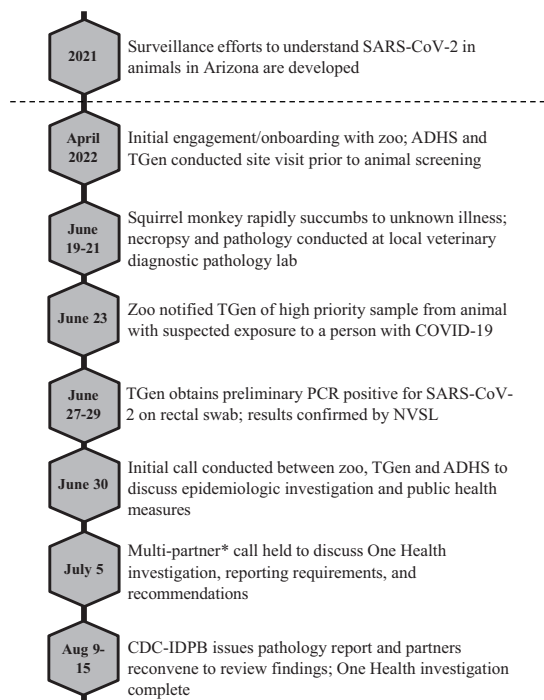 2021
Surveillance efforts to understand SARS-CoV-2 in
animals in Arizona are developed
April
2022
Initial engagement/onboarding with zoo; ADHS and
TGen conducted site visit prior to animal screening
June
19-21
Squirrel monkey rapidly succumbs to unknown illness;
necropsy and pathology conducted at local veterinary
diagnostic pathology lab
June 23
Zoo notified TGen of high priority sample from animal
with suspected exposure to a person with COVID-19
June
27-29
TGen obtains preliminary PCR positive for SARS-CoV-
2 on rectal swab; results confirmed by NVSL
June 30
Initial call conducted between zoo, TGen and ADHS to
discuss epidemiologic investigation and public health
measures
July 5
Multi-partner* call held to discuss One Health
investigation, reporting requirements, and
recommendations
Aug 9-
15
CDC-IDPB issues pathology report and partners
reconvene to review findings; One Health investigation
complete